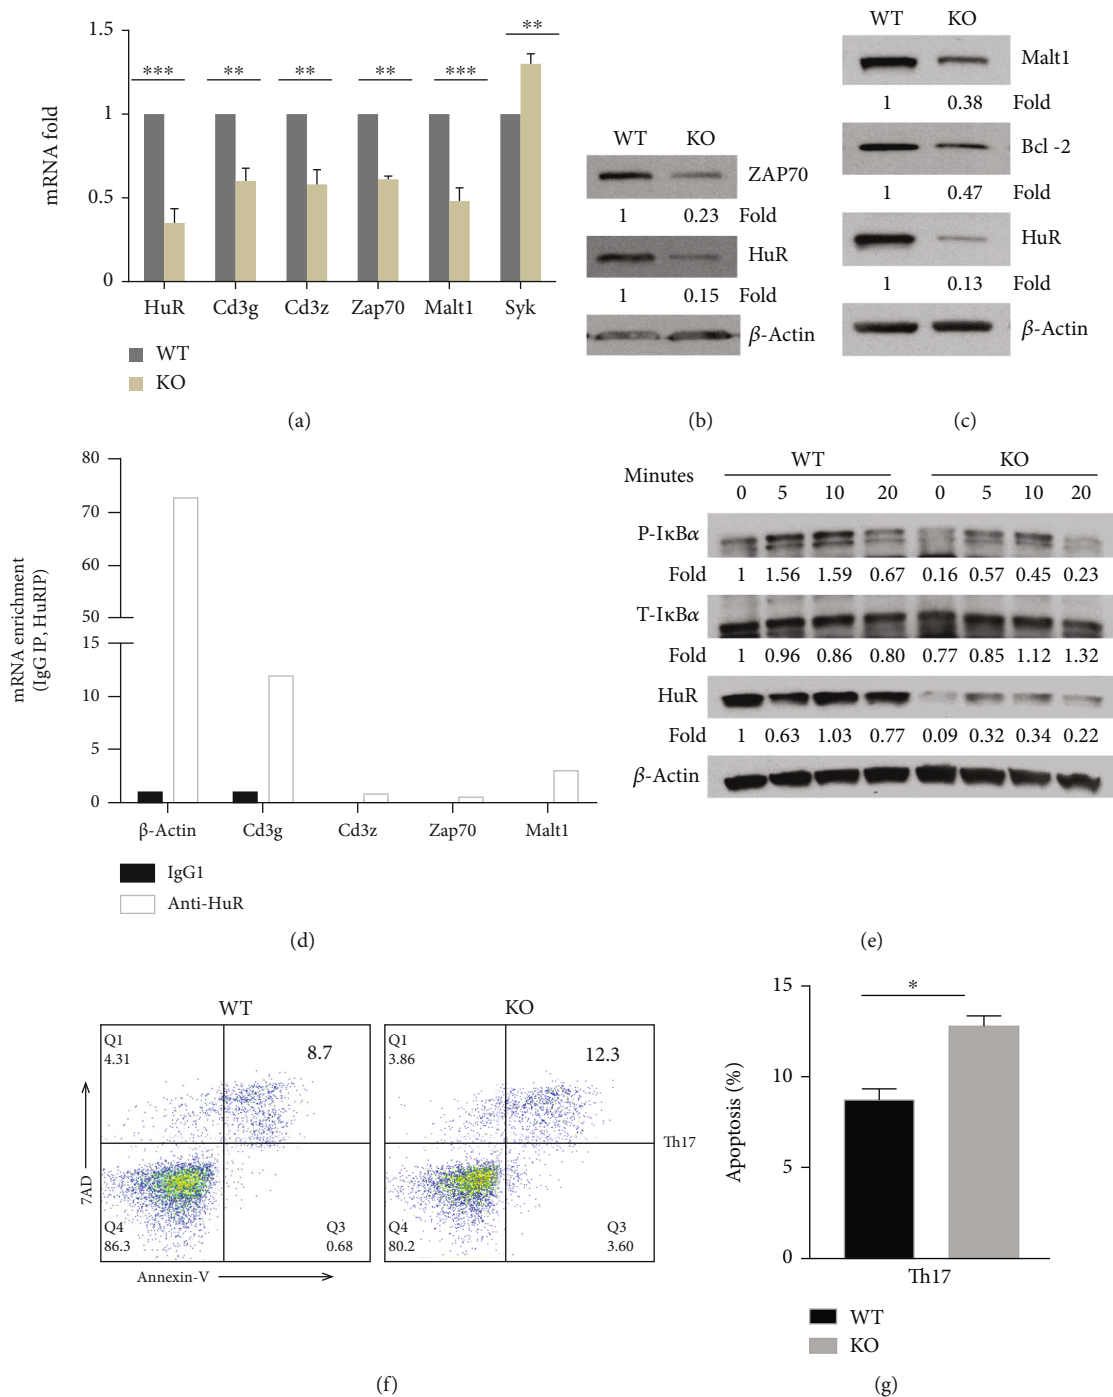 1.5
1
0.5
0
mRNA fold
*** ** ** ** *** **
HuR Cd3g Cd3z Zap70 Malt1 Syk
WT
KO
(a)
WT KO
ZAP70
1 0.23 Fold
HuR
1 0.15 Fold
β-Actin
(b)
WT KO
Malt1
1 0.38 Fold
Bcl -2
1 0.47 Fold
HuR
1 0.13 Fold
β-Actin
(c)
80
70
60
50
15
10
5
0
mRNA enrichment
(IgG IP, HuRIP)
β-Actin Cd3g Cd3z Zap70 Malt1
IgG1
Anti-HuR
(d)
WT KO
Minutes 0 5 10 20 0 5 10 20
P-IκBα
Fold 1 1.56 1.59 0.67 0.16 0.57 0.45 0.23
T-IκBα
Fold 1 0.96 0.86 0.80 0.77 0.85 1.12 1.32
HuR
Fold 1 0.63 1.03 0.77 0.09 0.32 0.34 0.22
β-Actin
(e)
WT KO
Q1
4.31
8.7
Q4
86.3
Q3
0.68
Q1
3.86
12.3
Q4
80.2
Q3
3.60
Th17
7AD
Annexin-V
(f)
15
10
5
0
Apoptosis (%)
*
Th17
WT
KO
(g)